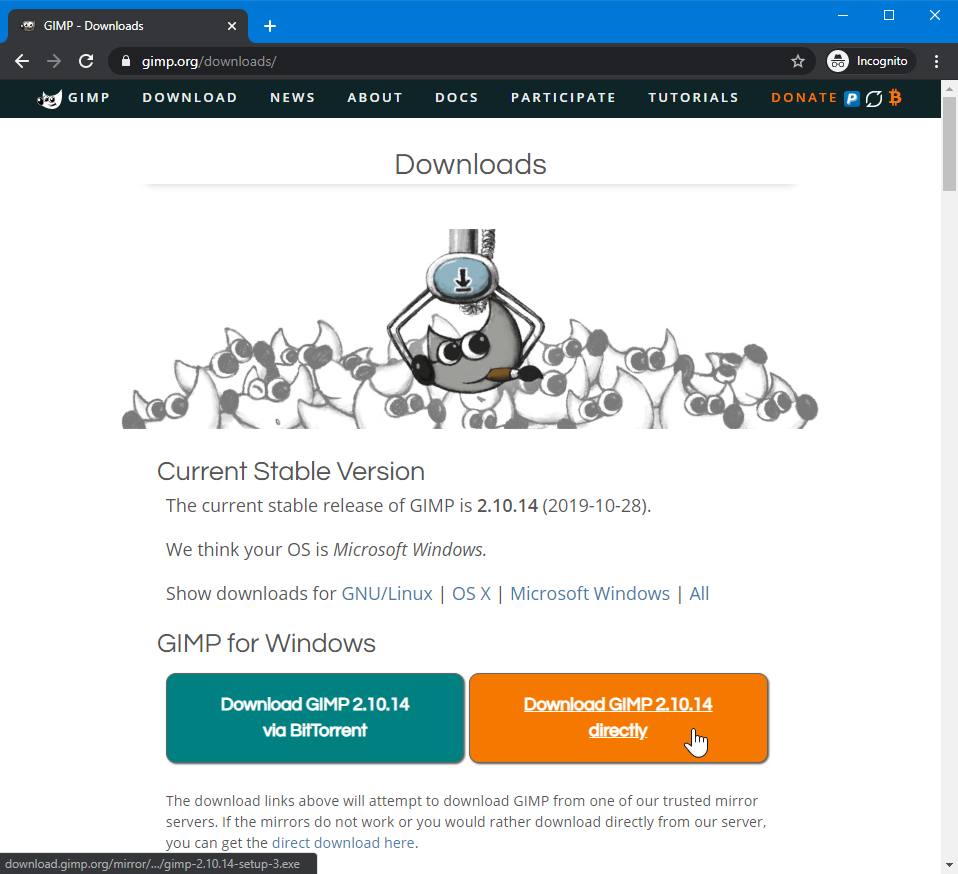 GIMP - Downloads
gimp.org/downloads/
Incognito
GIMP DOWNLOAD NEWS ABOUT DOCS PARTICIPATE TUTORIALS DONATE
Downloads
Current Stable Version
The current stable release of GIMP is 2.10.14 (2019-10-28).
We think your OS is Microsoft Windows.
Show downloads for GNU/Linux | OS X | Microsoft Windows | All
GIMP for Windows
Download GIMP 2.10.14
via BitTorrent
Download GIMP 2.10.14
directly
The download links above will attempt to download GIMP from one of our trusted mirror
servers. If the mirrors do not work or you would rather download directly from our server,
you can get the direct download here.
download.gimp.org/mirror/.../gimp-2.10.14-setup-3.exe